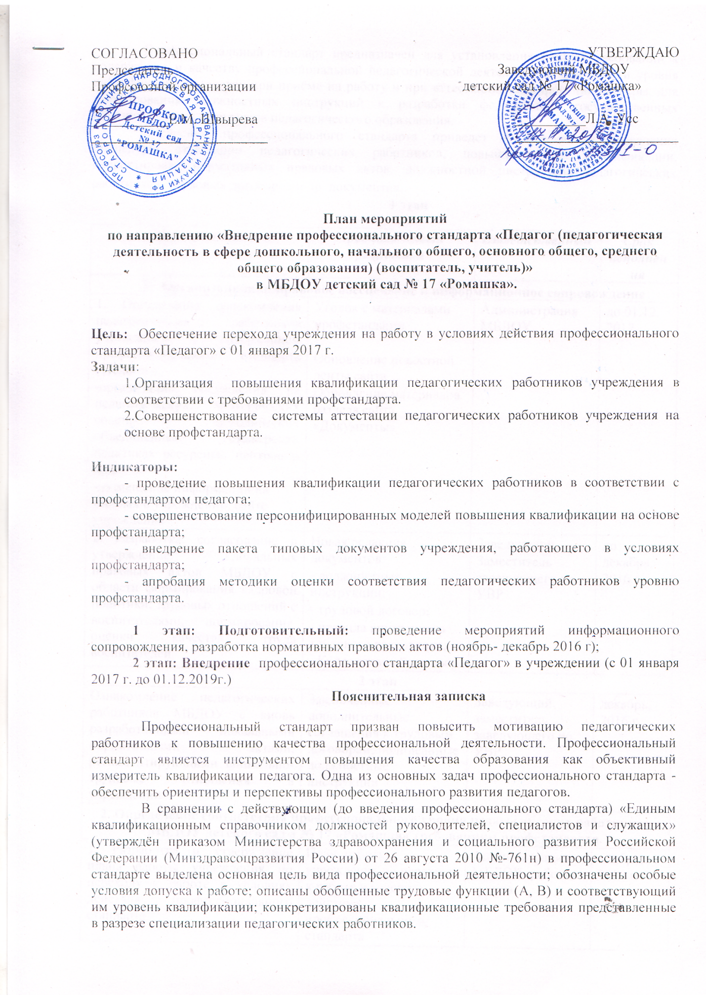 СОГЛАСОВАНО
УТВЕРЖДАЮ
Председатель
Заведующий МБДОУ
Профсоюзной организации
детский сад № 17 «Ромашка»
Е.М. Швырева
Л.А. Усс
ПРОФСОЮЗ РАБОТНИКОВ НАРОДНОГО ОБРАЗОВАНИЯ И НАУКИ РФ
СТАВРОПОЛЬСКАЯ КРАЕВАЯ ОРГАНИЗАЦИЯ
ПРОФКОМ
МБДОУ
Детский сад
№ 17
"РОМАШКА"
План мероприятий
по направлению «Внедрение профессионального стандарта «Педагог (педагогическая
деятельность в сфере дошкольного, начального общего, основного общего, среднего
общего образования) (воспитатель, учитель)»
в МБДОУ детский сад № 17 «Ромашка».
Цель: Обеспечение перехода учреждения на работу в условиях действия профессионального
стандарта «Педагог» с 01 января 2017 г.
Задачи:
1.Организация повышения квалификации педагогических работников учреждения в
соответствии с требованиями профстандарта.
2.Совершенствование системы аттестации педагогических работников учреждения на
основе профстандарта.
Индикаторы:
- проведение повышения квалификации педагогических работников в соответствии с
профстандартом педагога;
- совершенствование персонифицированных моделей повышения квалификации на основе
профстандарта;
- внедрение пакета типовых документов учреждения, работающего в условиях
профстандарта;
- апробация методики оценки соответствия педагогических работников уровню
профстандарта.
1 этап: Подготовительный: проведение мероприятий информационного
сопровождения, разработка нормативных правовых актов (ноябрь- декабрь 2016 г);
2 этап: Внедрение профессионального стандарта «Педагог» в учреждении (с 01 января
2017 г. до 01.12.2019г.)
Пояснительная записка
Профессиональный стандарт призван повысить мотивацию педагогических
работников к повышению качества профессиональной деятельности. Профессиональный
стандарт является инструментом повышения качества образования как объективный
измеритель квалификации педагога. Одна из основных задач профессионального стандарта -
обеспечить ориентиры и перспективы профессионального развития педагогов.
В сравнении с действующим (до введения профессионального стандарта) «Единым
квалификационным справочником должностей руководителей, специалистов и служащих»
(утверждён приказом Министерства здравоохранения и социального развития Российской
Федерации (Минздравсоцразвития России) от 26 августа 2010 №-761н) в профессиональном
стандарте выделена основная цель вида профессиональной деятельности; обозначены особые
условия допуска к работе; описаны обобщенные трудовые функции (А, В) и соответствующий
им уровень квалификации; конкретизированы квалификационные требования представленные
в разрезе специализации педагогических работников.